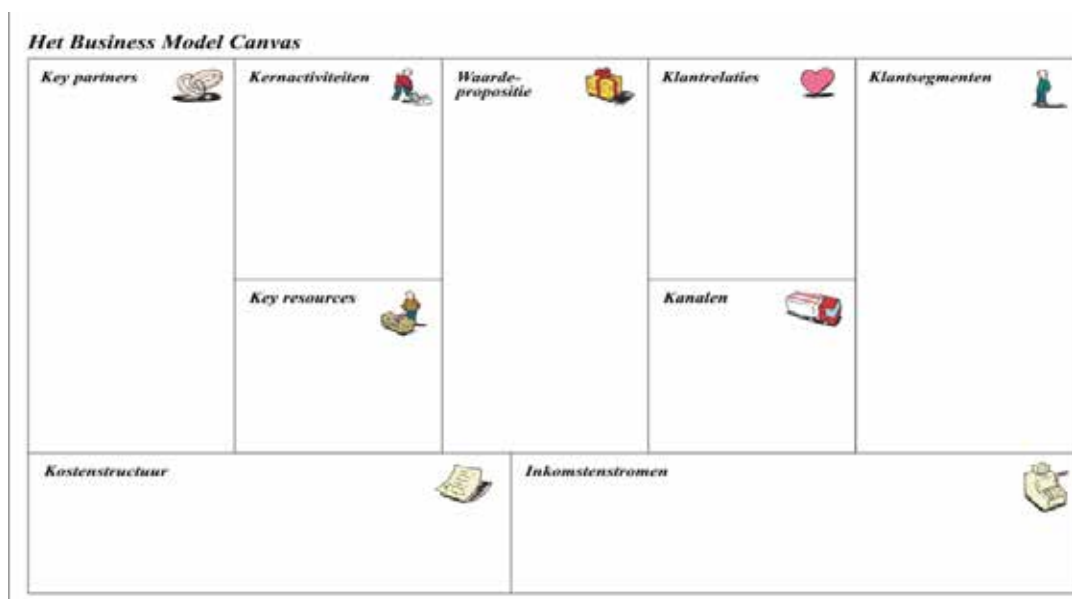 Het Business Model Canvas
Key partners
Kernactiviteiten
Waarde-
propositie
Klantrelaties
Klantsegmenten
Key resources
Kanalen
Kostenstructuur
Inkomstenstromen